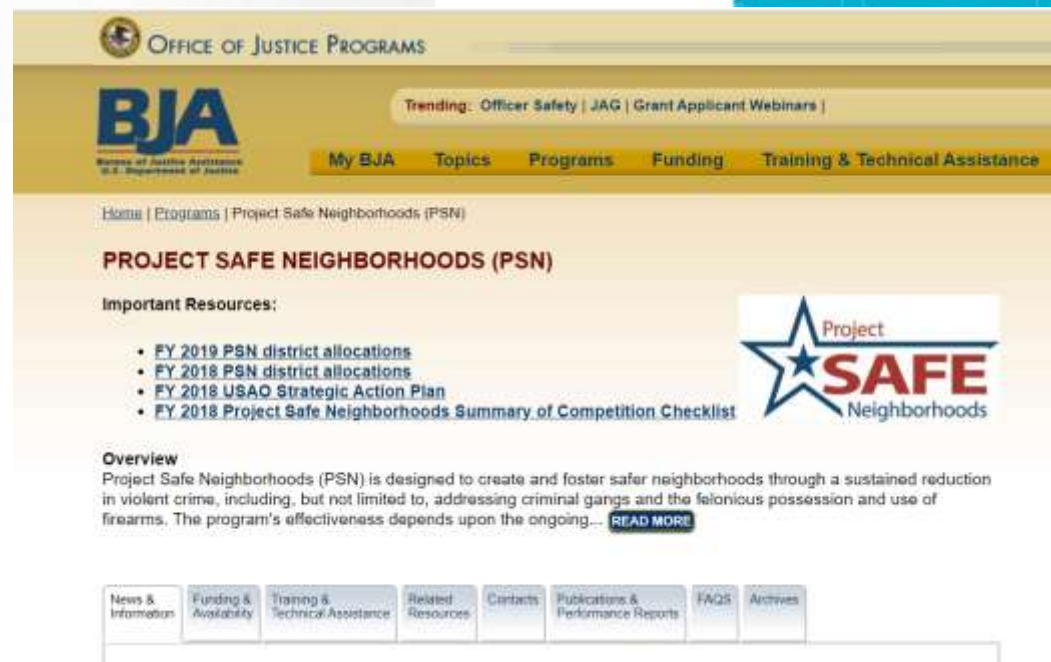 OFFICE OF JUSTICE PROGRAMS
BJA
Bureau of Justice Assistance
U.S. Department of Justice
Trending: Officer Safety | JAG | Grant Applicant Webinars |
My BJA Topics Programs Funding Training & Technical Assistance
Home | Programs | Project Safe Neighborhoods (PSN)
PROJECT SAFE NEIGHBORHOODS (PSN)
Important Resources:
• FY 2019 PSN district allocations
• FY 2018 PSN district allocations
• FY 2018 USAO Strategic Action Plan
• FY 2018 Project Safe Neighborhoods Summary of Competition Checklist
Project
SAFE
Neighborhoods
Overview
Project Safe Neighborhoods (PSN) is designed to create and foster safer neighborhoods through a sustained reduction
in violent crime, including, but not limited to, addressing criminal gangs and the felonious possession and use of
firearms. The program's effectiveness depends upon the ongoing... READ MORE
News & Information Funding & Availability Training & Technical Assistance Related Resources Contacts Publications & Performance Reports FAQS Archives